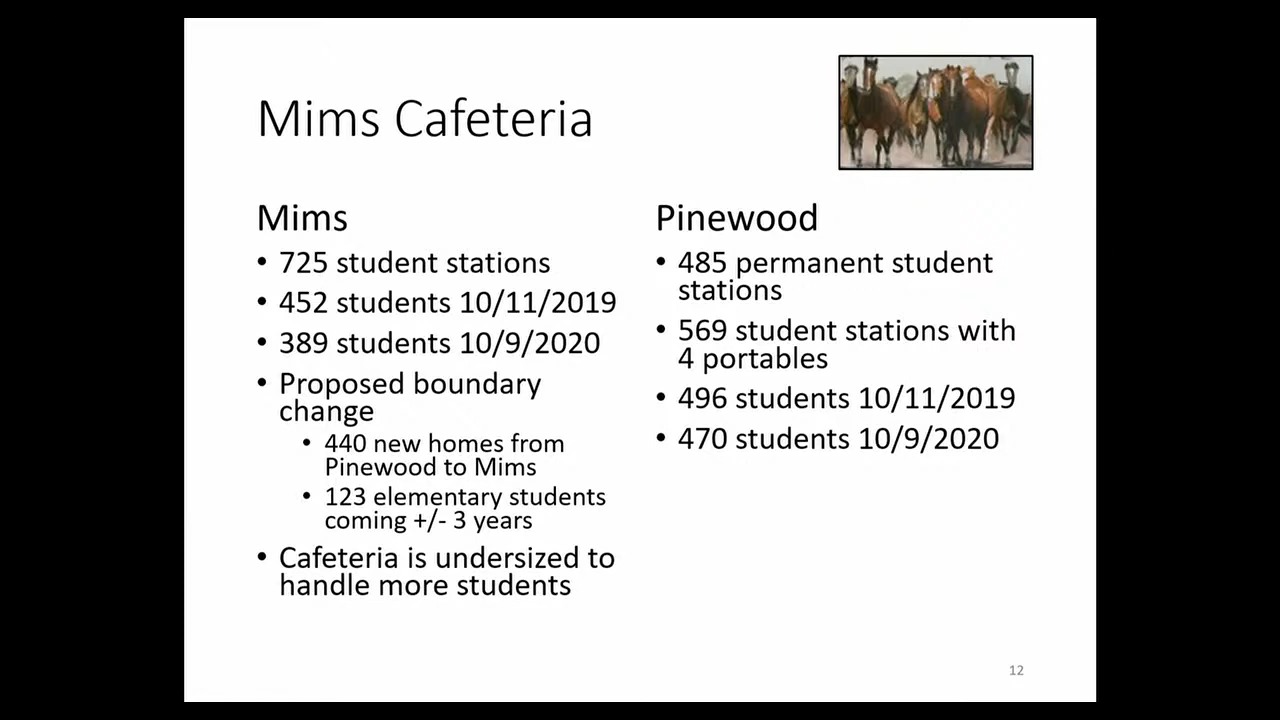 Mims Cafeteria
Mims
• 725 student stations
• 452 students 10/11/2019
• 389 students 10/9/2020
• Proposed boundary
change
• 440 new homes from
Pinewood to Mims
• 123 elementary students
coming +/- 3 years
• Cafeteria is undersized to
handle more students
Pinewood
• 485 permanent student
stations
• 569 student stations with
4 portables
• 496 students 10/11/2019
• 470 students 10/9/2020
12